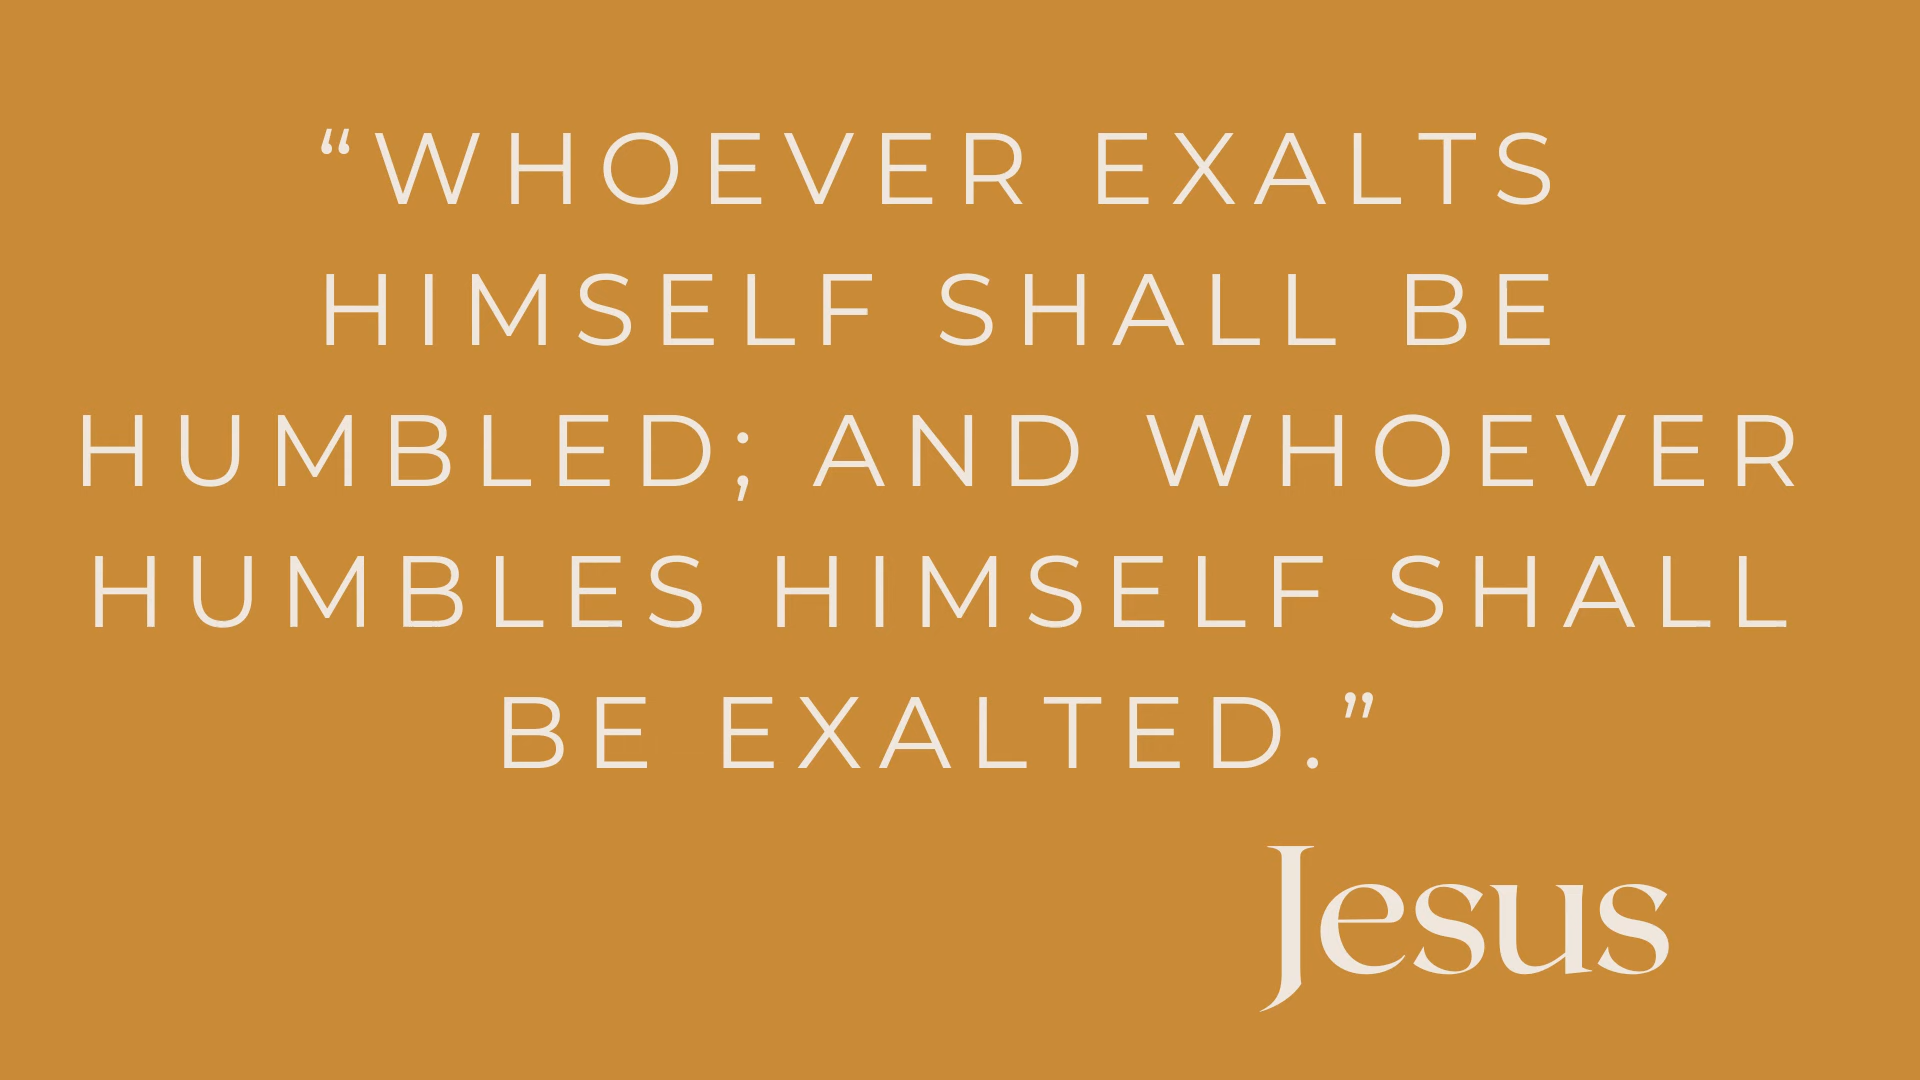 “WHOEVER EXALTS
HIMSELF SHALL BE
HUMBLED; AND WHOEVER
HUMBLES HIMSELF SHALL
BE EXALTED.”
Jesus